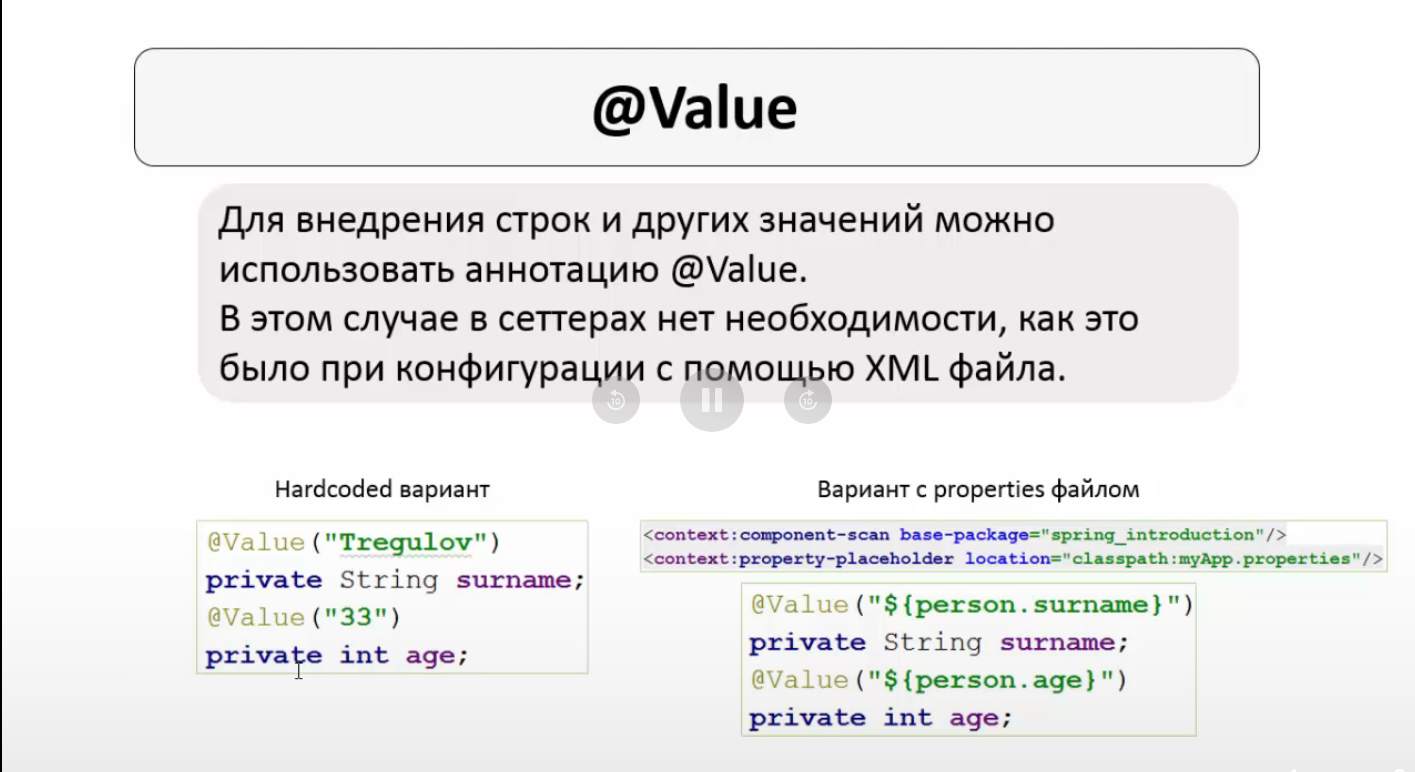 @Value
Для внедрения строк и других значений можно
использовать аннотацию @Value.
В этом случае в сеттерах нет необходимости, как это
было при конфигурации с помощью XML файла.
10
10
Hardcoded вариант
@Value("Tregulov")
private String surname;
@Value("33")
private int age;
Вариант с properties файлом
<context:component-scan base-package="spring_introduction"/>
<context:property-placeholder location="classpath:myApp.properties"/>
@Value("${person.surname}")
private String surname;
@Value("${person.age}")
private int age;